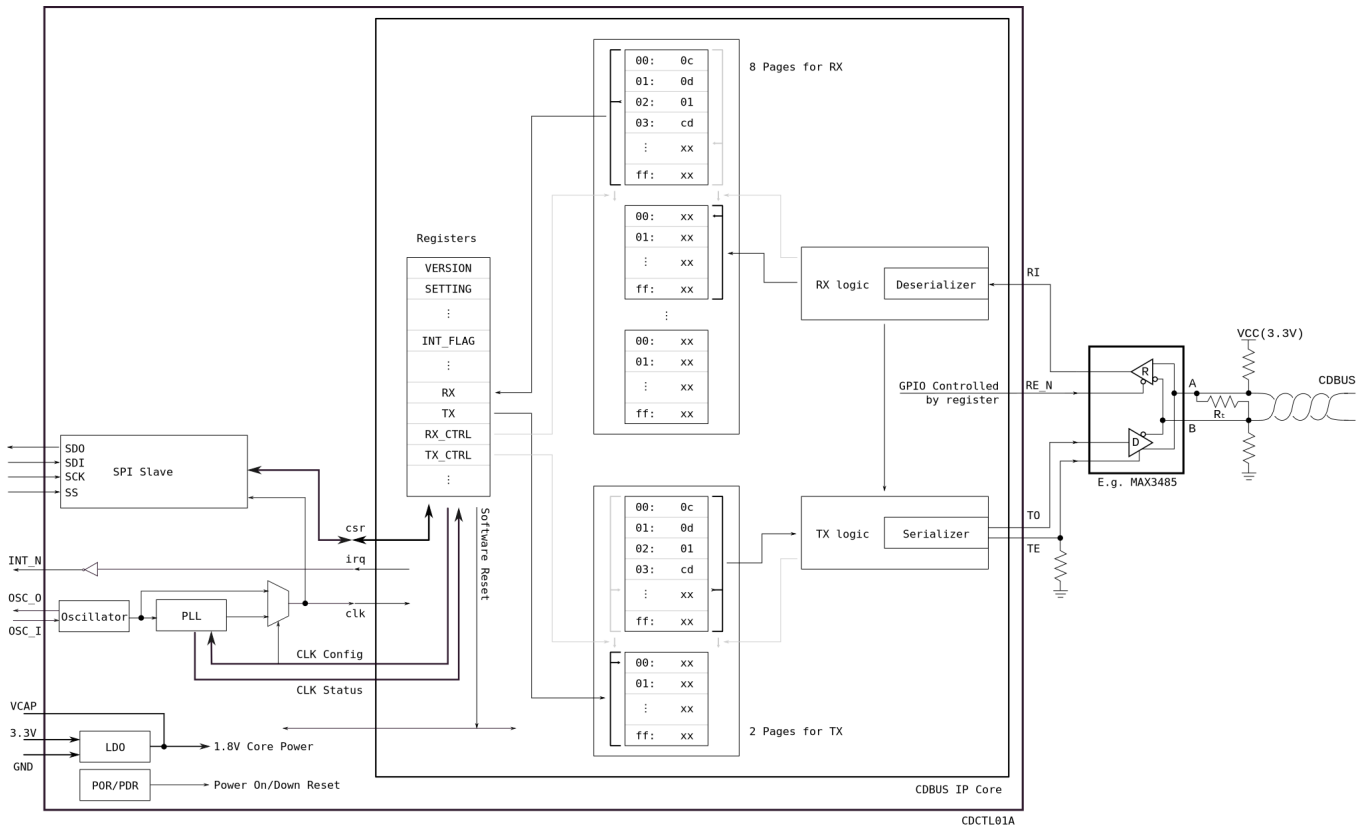 00: 0c
01: 0d
02: 01
03: cd
⋮ xx
ff: xx
8 Pages for RX
00: xx
01: xx
⋮ xx
ff: xx
⋮
00: xx
01: xx
⋮ xx
ff: xx
Registers
VERSION
SETTING
⋮
INT_FLAG
⋮
RX
TX
RX_CTRL
TX_CTRL
⋮
RX logic
Deserializer
RI
GPIO Controlled
by register
RE_N
VCC(3.3V)
CDBUS
R
A
Rt
B
D
E.g. MAX3485
SDO
SDI
SCK
SS
SPI Slave
csr
irq
clk
Software Reset
INT_N
OSC_O
OSC_I
Oscillator
PLL
CLK Config
CLK Status
00: 0c
01: 0d
02: 01
03: cd
⋮ xx
ff: xx
00: xx
01: xx
⋮ xx
ff: xx
2 Pages for TX
TX logic
Serializer
TO
TE
VCAP
3.3V
GND
LDO
1.8V Core Power
POR/PDR
Power On/Down Reset
CDBUS IP Core
CDCTL01A